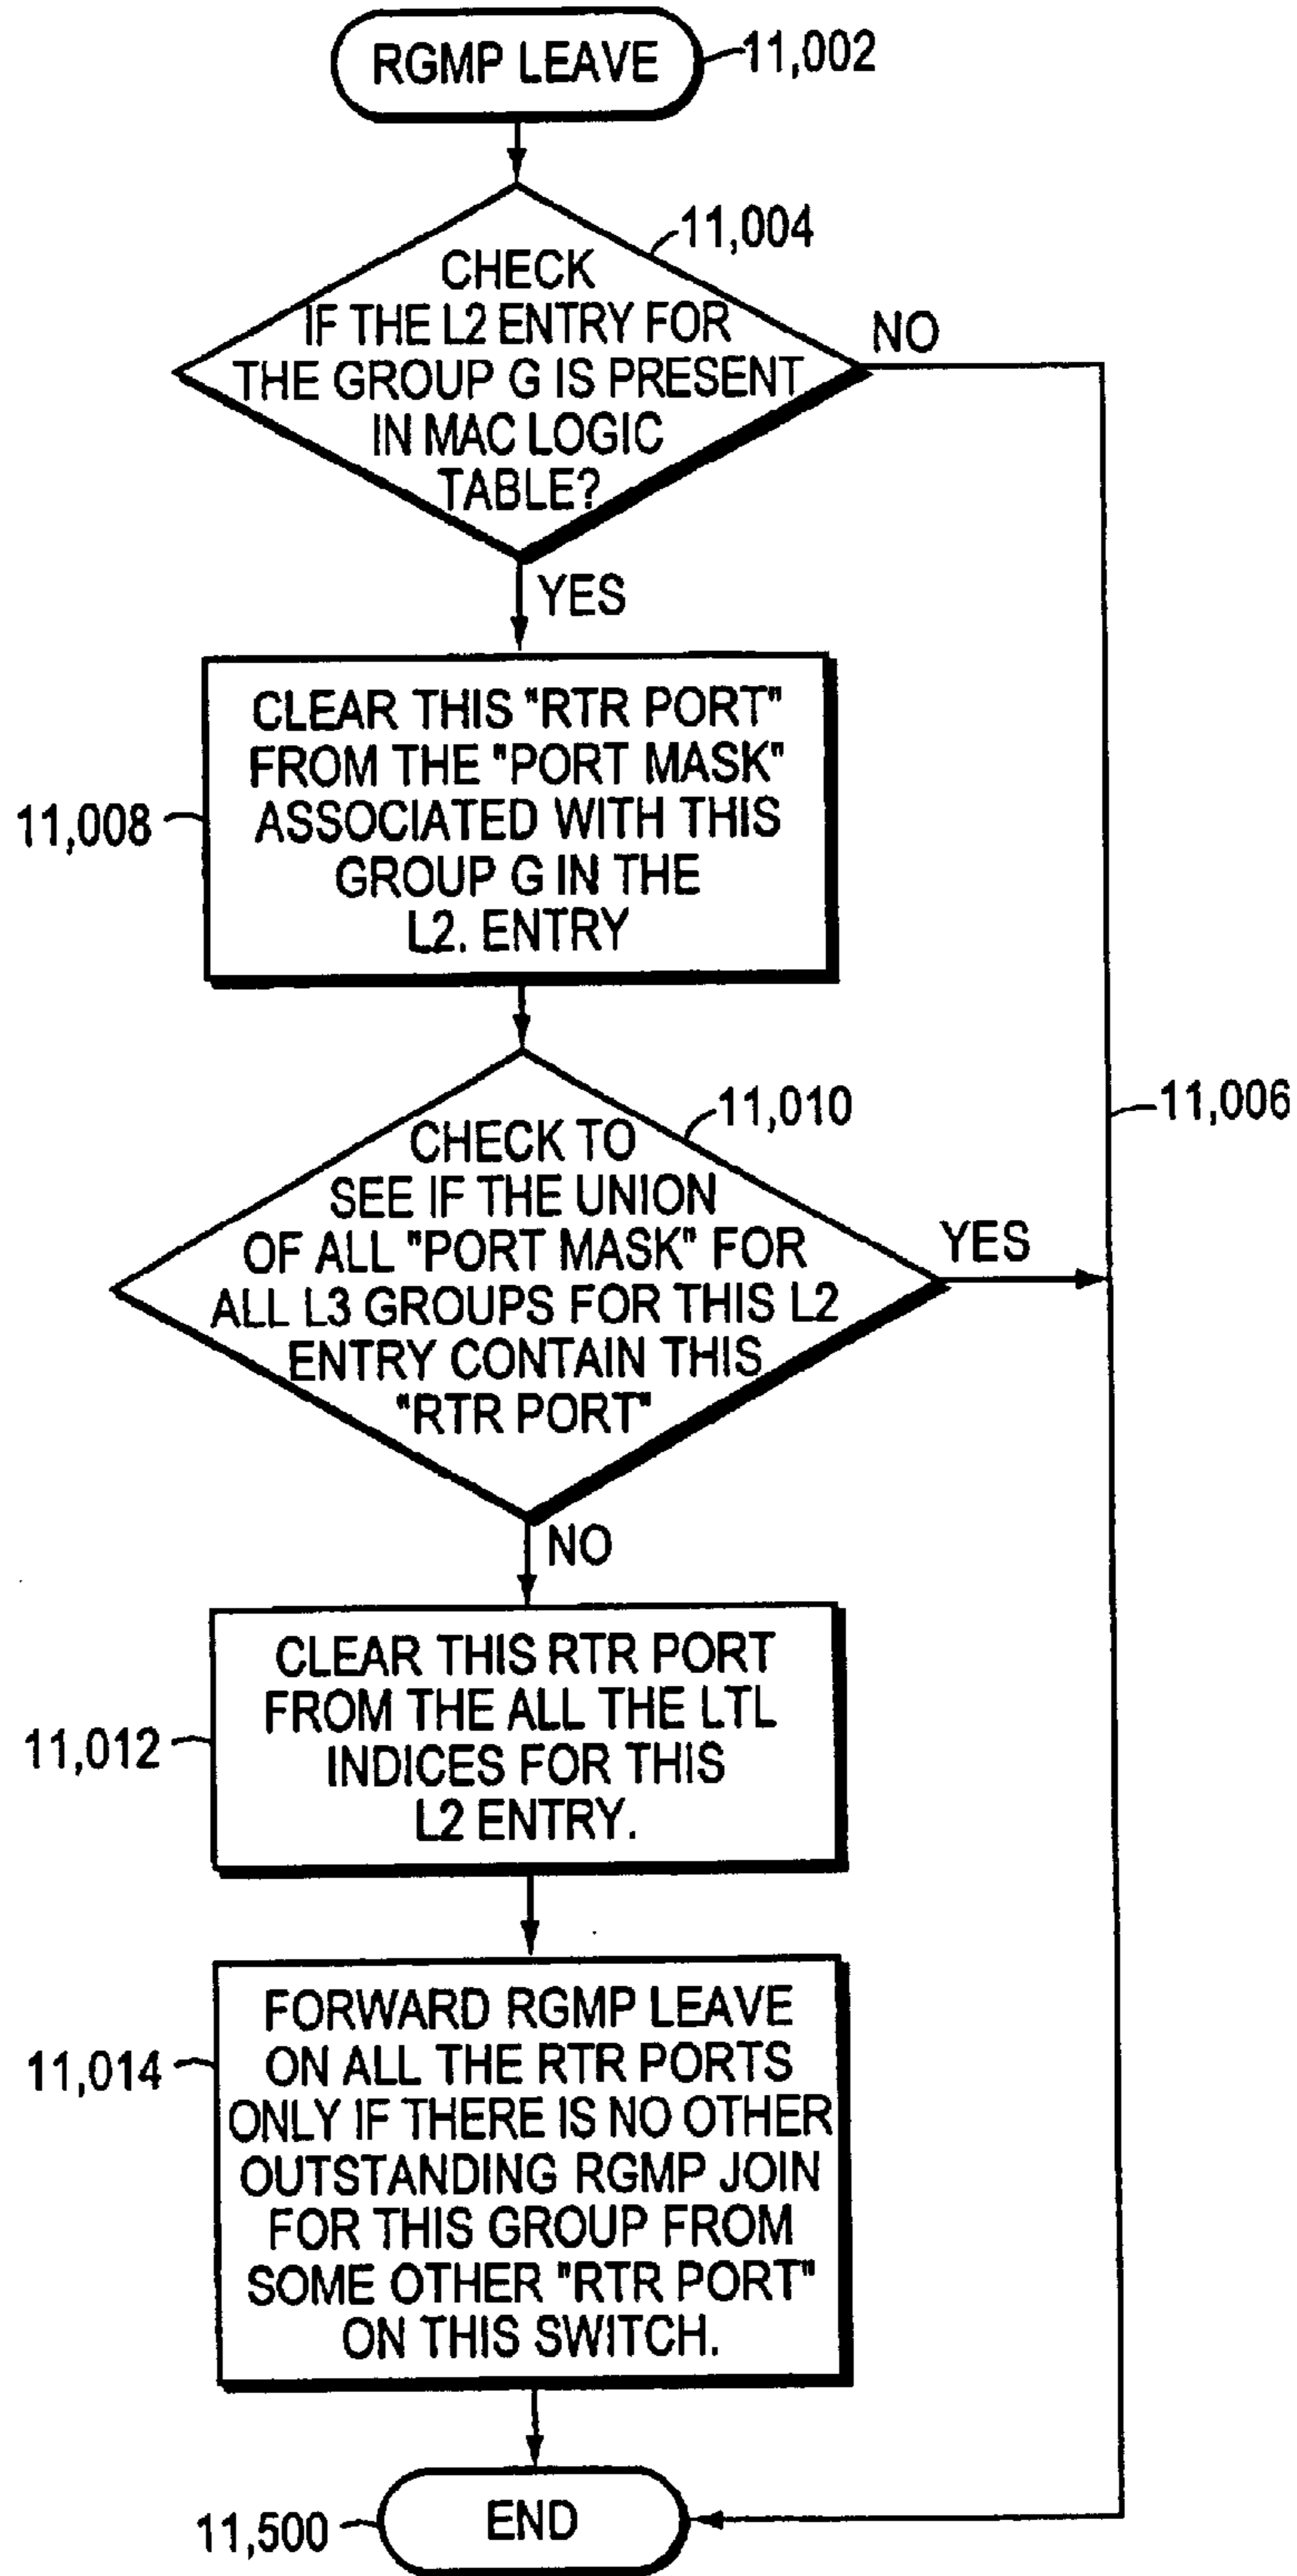 RGMP LEAVE
11,002
11,004
CHECK
IF THE L2 ENTRY FOR
THE GROUP G IS PRESENT
IN MAC LOGIC
TABLE?
NO
YES
11,008
CLEAR THIS "RTR PORT"
FROM THE "PORT MASK"
ASSOCIATED WITH THIS
GROUP G IN THE
L2. ENTRY
11,006
11,010
CHECK TO
SEE IF THE UNION
OF ALL "PORT MASK" FOR
ALL L3 GROUPS FOR THIS L2
ENTRY CONTAIN THIS
"RTR PORT"
YES
NO
11,012
CLEAR THIS RTR PORT
FROM THE ALL THE LTL
INDICES FOR THIS
L2 ENTRY.
11,014
FORWARD RGMP LEAVE
ON ALL THE RTR PORTS
ONLY IF THERE IS NO OTHER
OUTSTANDING RGMP JOIN
FOR THIS GROUP FROM
SOME OTHER "RTR PORT"
ON THIS SWITCH.
11,500
END